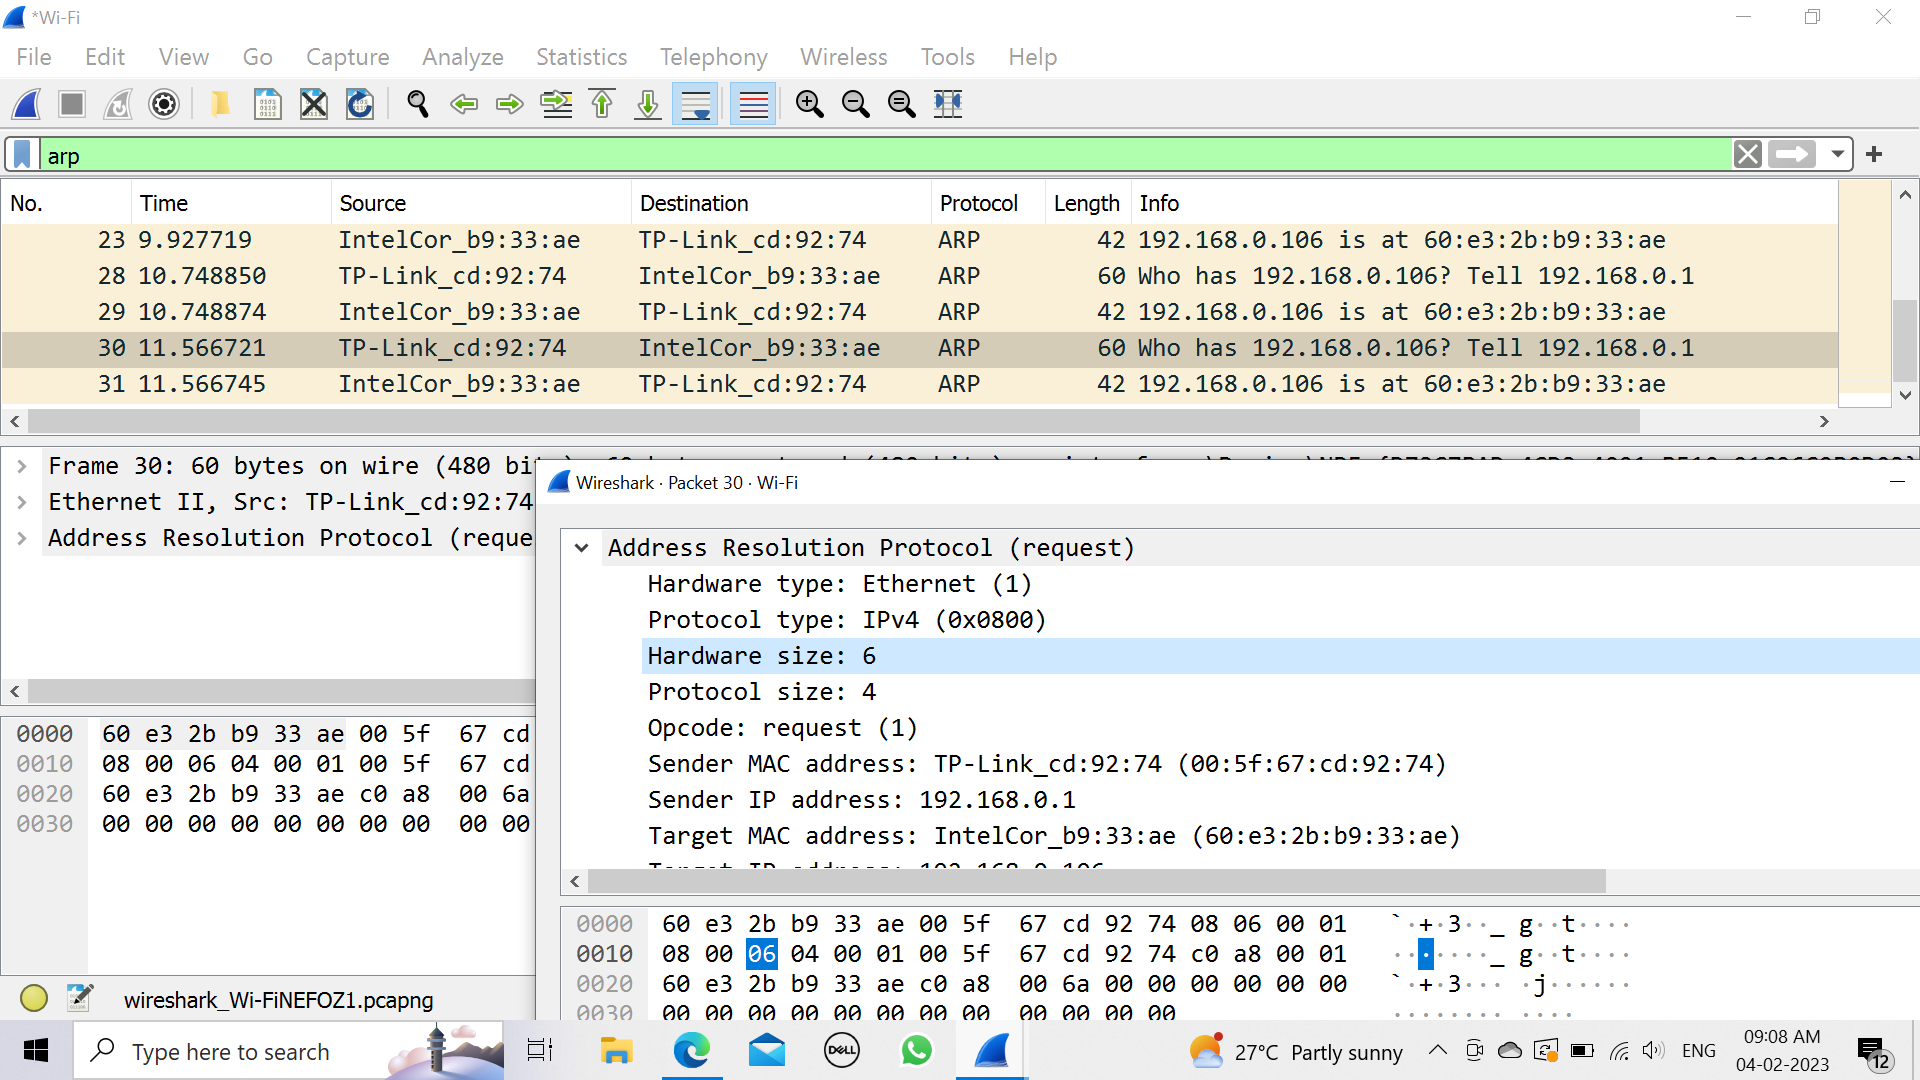 *Wi-Fi
File Edit View Go Capture Analyze Statistics Telephony Wireless Tools Help
arp
No. Time Source Destination Protocol Length Info
23 9.927719 IntelCor_b9:33:ae TP-Link_cd:92:74 ARP 42 192.168.0.106 is at 60:e3:2b:b9:33:ae
28 10.748850 TP-Link_cd:92:74 IntelCor_b9:33:ae ARP 60 Who has 192.168.0.106? Tell 192.168.0.1
29 10.748874 IntelCor_b9:33:ae TP-Link_cd:92:74 ARP 42 192.168.0.106 is at 60:e3:2b:b9:33:ae
30 11.566721 TP-Link_cd:92:74 IntelCor_b9:33:ae ARP 60 Who has 192.168.0.106? Tell 192.168.0.1
31 11.566745 IntelCor_b9:33:ae TP-Link_cd:92:74 ARP 42 192.168.0.106 is at 60:e3:2b:b9:33:ae
Frame 30: 60 bytes on wire (480 bi
Ethernet II, Src: TP-Link_cd:92:74
Address Resolution Protocol (reque
0000 60 e3 2b b9 33 ae 00 5f 67 cd
0010 08 00 06 04 00 01 00 5f 67 cd
0020 60 e3 2b b9 33 ae c0 a8 00 6a
0030 00 00 00 00 00 00 00 00 00 00
Wireshark · Packet 30 · Wi-Fi
Address Resolution Protocol (request)
Hardware type: Ethernet (1)
Protocol type: IPv4 (0x0800)
Hardware size: 6
Protocol size: 4
Opcode: request (1)
Sender MAC address: TP-Link_cd:92:74 (00:5f:67:cd:92:74)
Sender IP address: 192.168.0.1
Target MAC address: IntelCor_b9:33:ae (60:e3:2b:b9:33:ae)
Target IP address: 192.168.0.106
0000 60 e3 2b b9 33 ae 00 5f 67 cd 92 74 08 06 00 01 `·+·3··_ g··t····
0010 08 00 06 04 00 01 00 5f 67 cd 92 74 c0 a8 00 01 ·······_ g··t····
0020 60 e3 2b b9 33 ae c0 a8 00 6a 00 00 00 00 00 00 `·+·3··· ·j······
0030 00 00 00 00 00 00 00 00 00 00 00 00 ········ ····
wireshark_Wi-FiNEFOZ1.pcapng
Type here to search
DELL
27°C Partly sunny
ENG
09:08 AM
04-02-2023
12